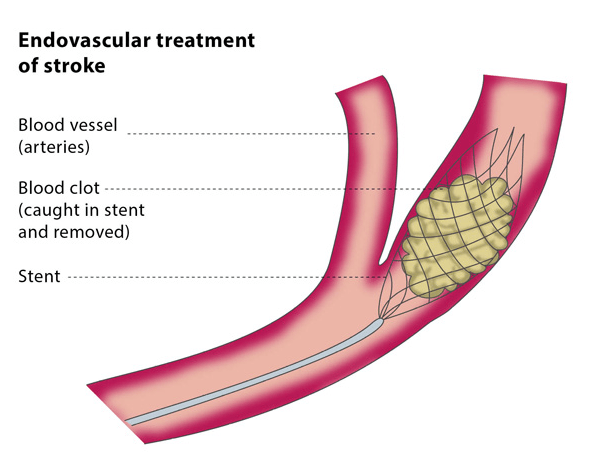 Endovascular treatment
of stroke
Blood vessel
(arteries)
Blood clot
(caught in stent
and removed)
Stent